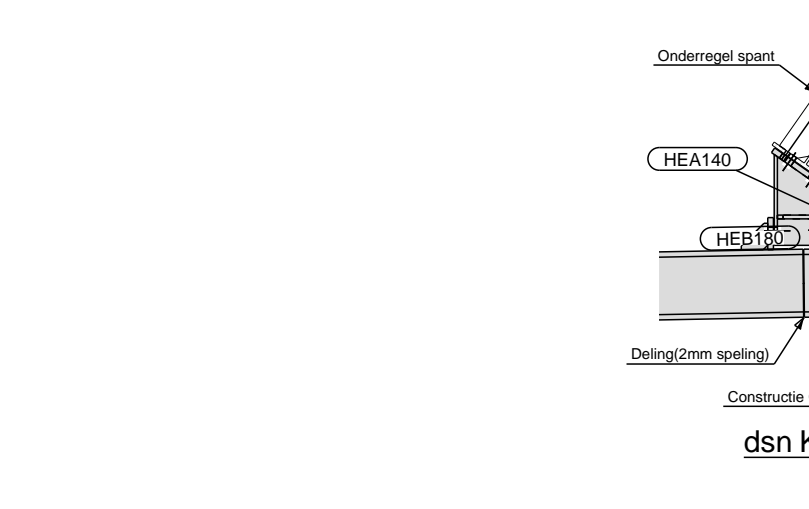 Onderregel spant
HEA140
HEB180
Deling(2mm speling)
Constructie
dsn K